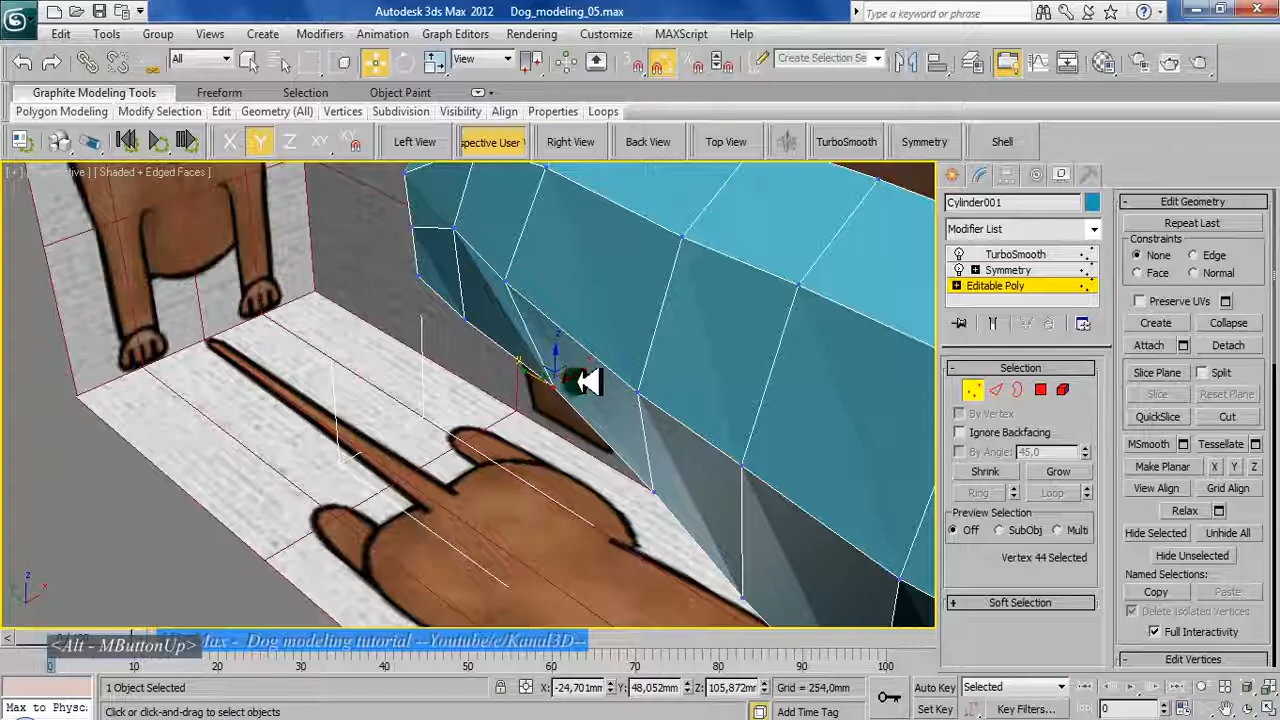 Autodesk 3ds Max 2012 Dog_modeling_05.max
Type a keyword or phrase
Edit Tools Group Views Create Modifiers Animation Graph Editors Rendering Customize MAXScript Help
All View Create Selection Se
Graphite Modeling Tools Freeform Selection Object Paint
Polygon Modeling Modify Selection Edit Geometry (All) Vertices Subdivision Visibility Align Properties Loops
X Y Z XY XY Left View spective User Right View Back View Top View TurboSmooth Symmetry Shell
[ Shaded + Edged Faces ]
Cylinder001
Modifier List
TurboSmooth
Symmetry
Editable Poly
Selection
By Vertex
Ignore Backfacing
By Angle: 45,0
Shrink Grow
Ring Loop
Preview Selection
Off SubObj Multi
Vertex 44 Selected
Soft Selection
Edit Geometry
Repeat Last
Constraints
None Edge
Face Normal
Preserve UVs
Create Collapse
Attach Detach
Slice Plane Split
Slice Reset Plane
QuickSlice Cut
MSmooth Tessellate
Make Planar X Y Z
View Align Grid Align
Relax
Hide Selected Unhide All
Hide Unselected
Named Selections:
Copy Paste
Delete Isolated Vertices
Full Interactivity
Edit Vertices
z
x
<Alt - MButtonUp> Max - Dog modeling tutorial --Youtube/c/Kanal3D--
0 10 20 30 40 50 60 70 80 90 100
1 Object Selected X: -24,701mm Y: 48,052mm Z: 105,872mm Grid = 254,0mm Auto Key Selected
Max to Physc. Click or click-and-drag to select objects Add Time Tag Set Key Key Filters... 0